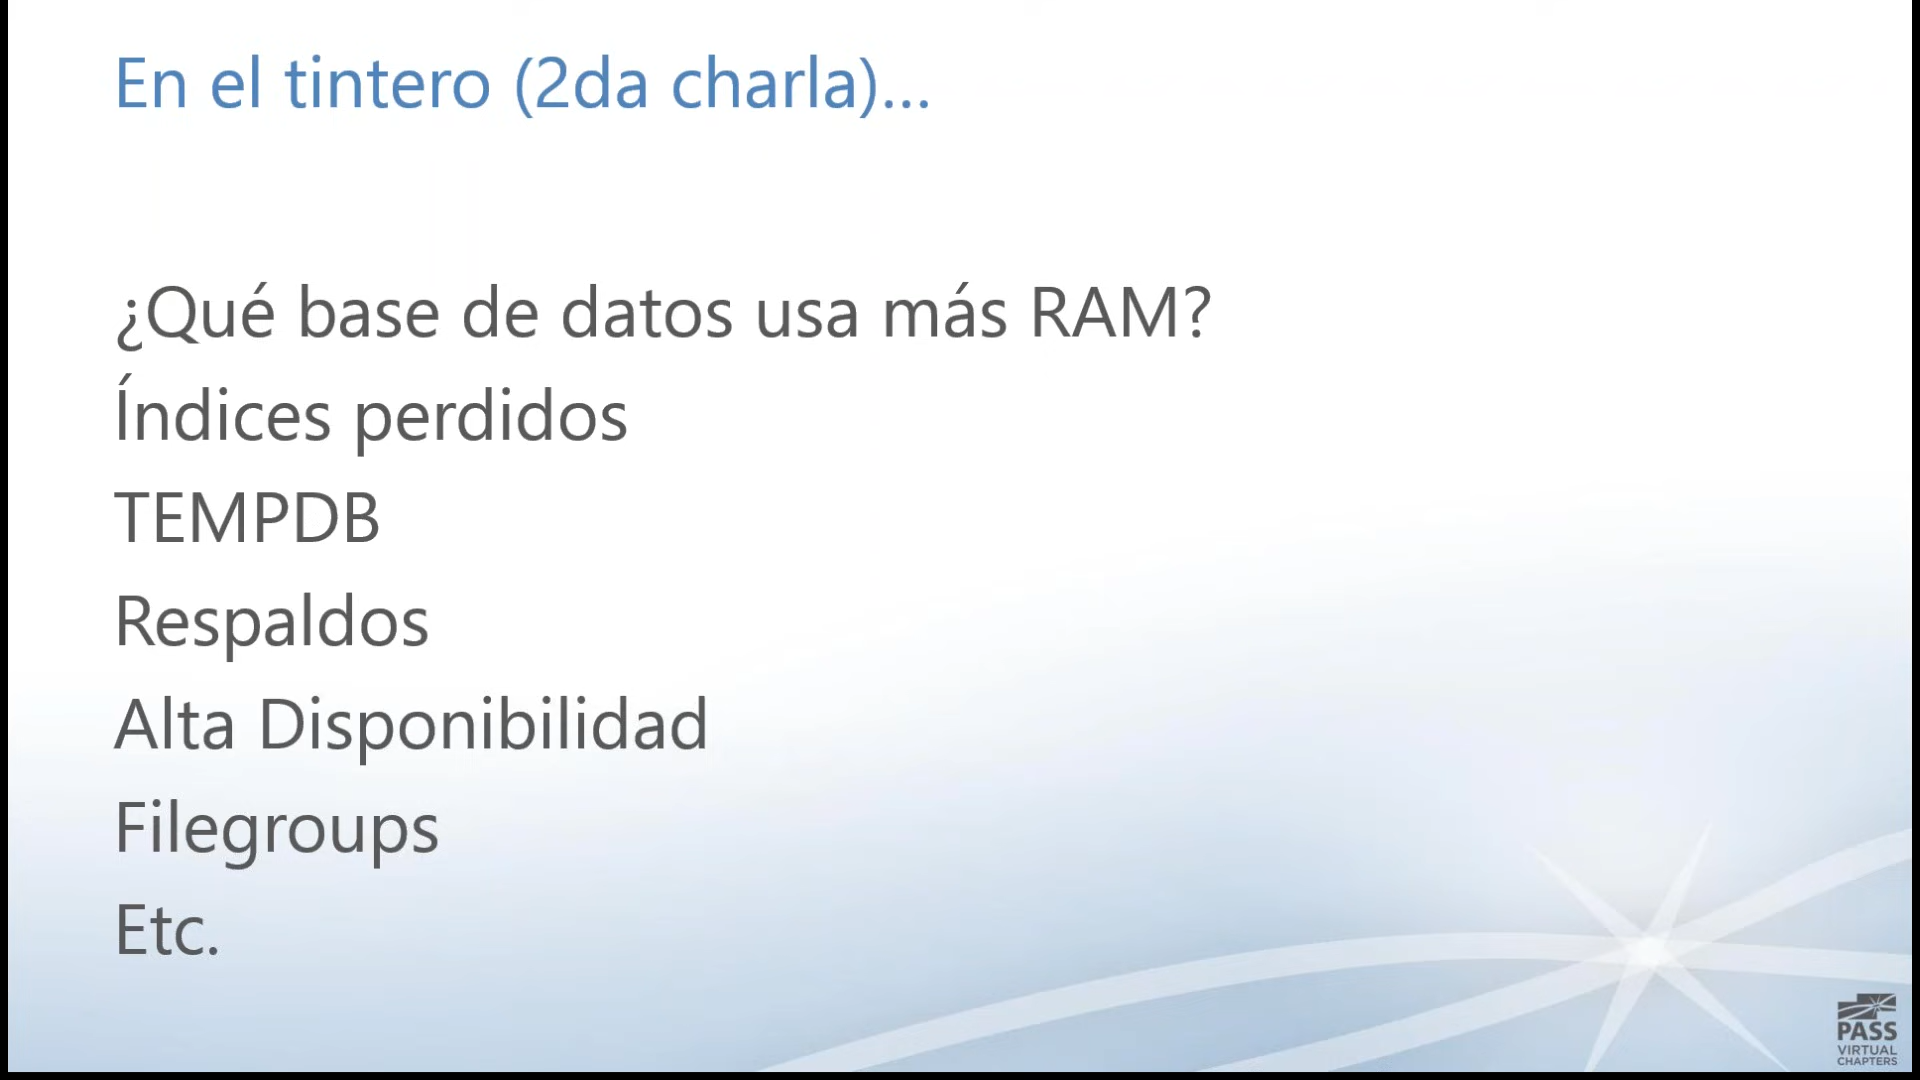 En el tintero (2da charla)...
¿Qué base de datos usa más RAM?
Índices perdidos
TEMPDB
Respaldos
Alta Disponibilidad
Filegroups
Etc.
PASS
VIRTUAL
CHAPTERS